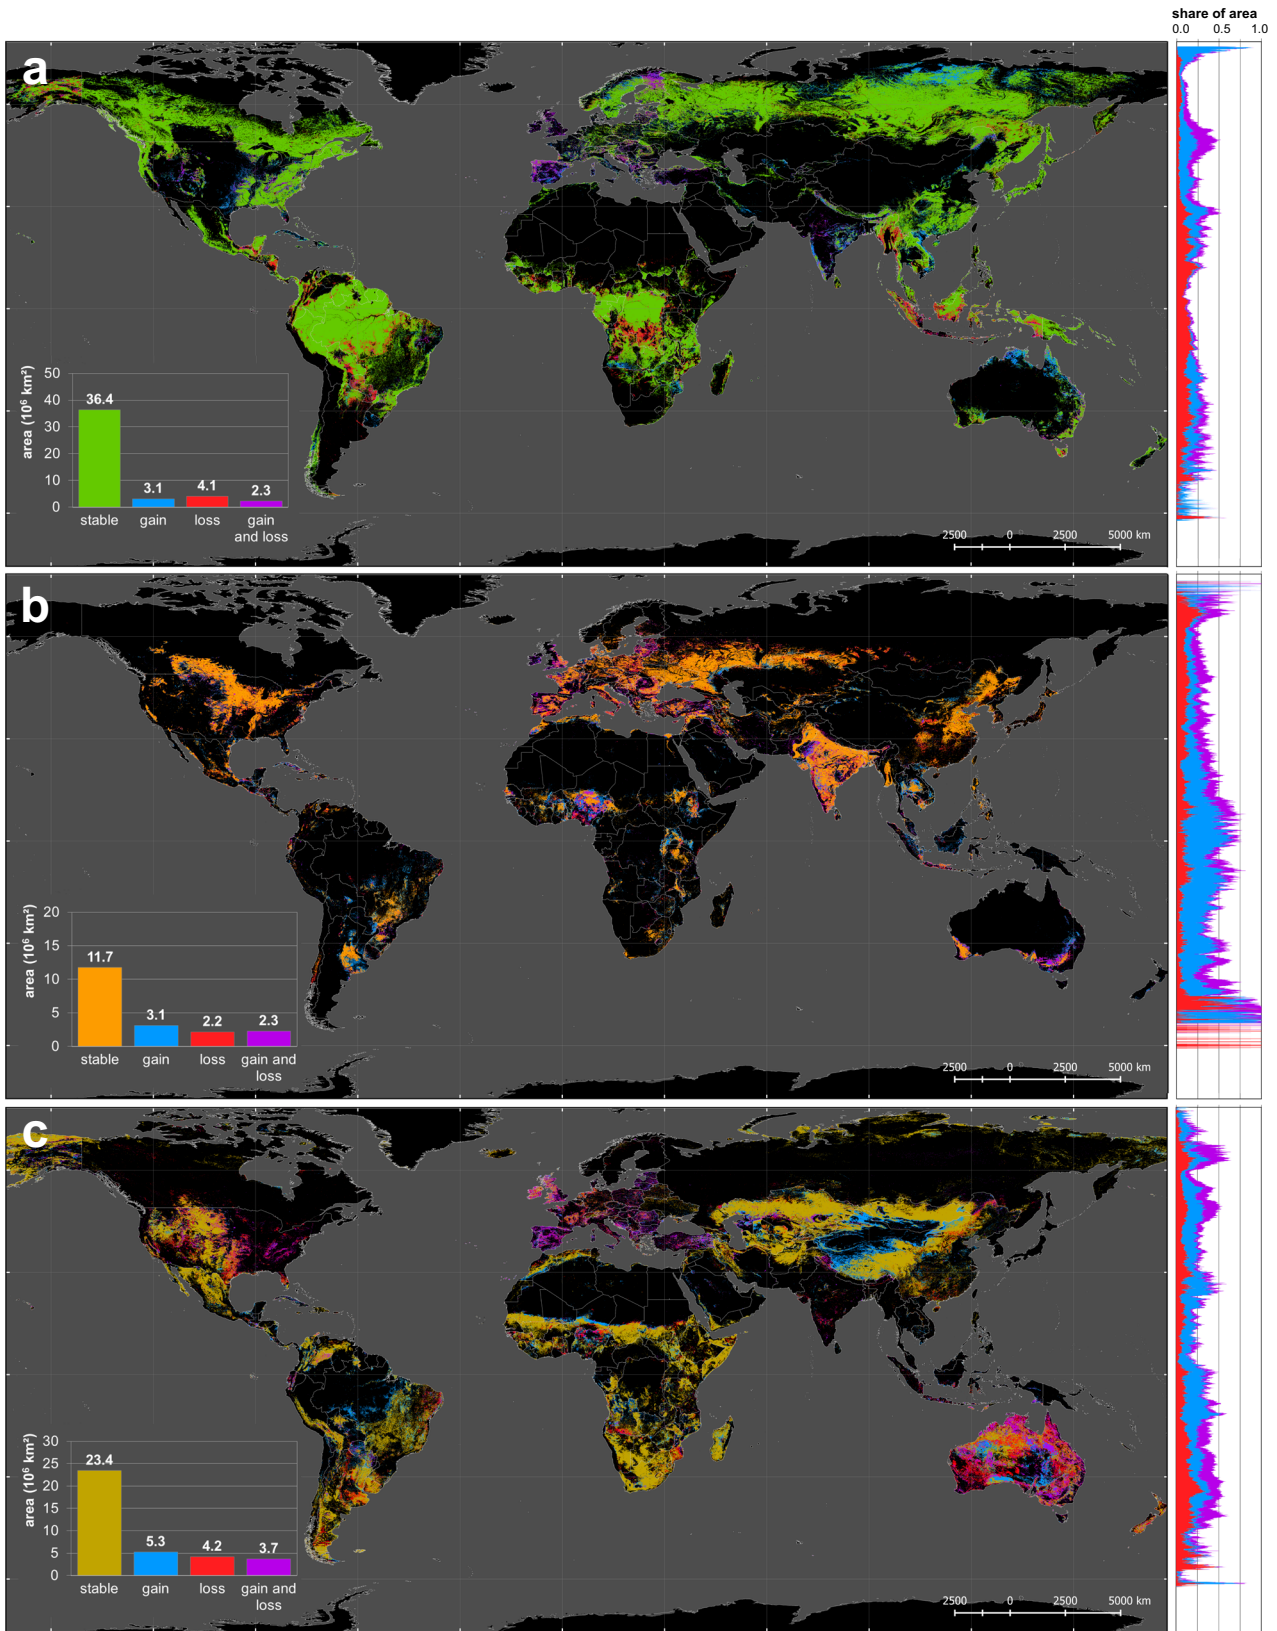 share of area
0.0 0.5 1.0
a
50
40
30
20
10
0
area (10⁶ km²)
36.4
3.1
4.1
2.3
stable gain loss gain and loss
2500 0 2500 5000 km
b
20
15
10
5
0
area (10⁶ km²)
11.7
3.1
2.2
2.3
stable gain loss gain and
loss
2500 0 2500 5000 km
c
30
25
20
15
10
5
0
area (10⁶ km²)
23.4
5.3
4.2
3.7
stable gain loss gain and
loss
2500 0 2500 5000 km